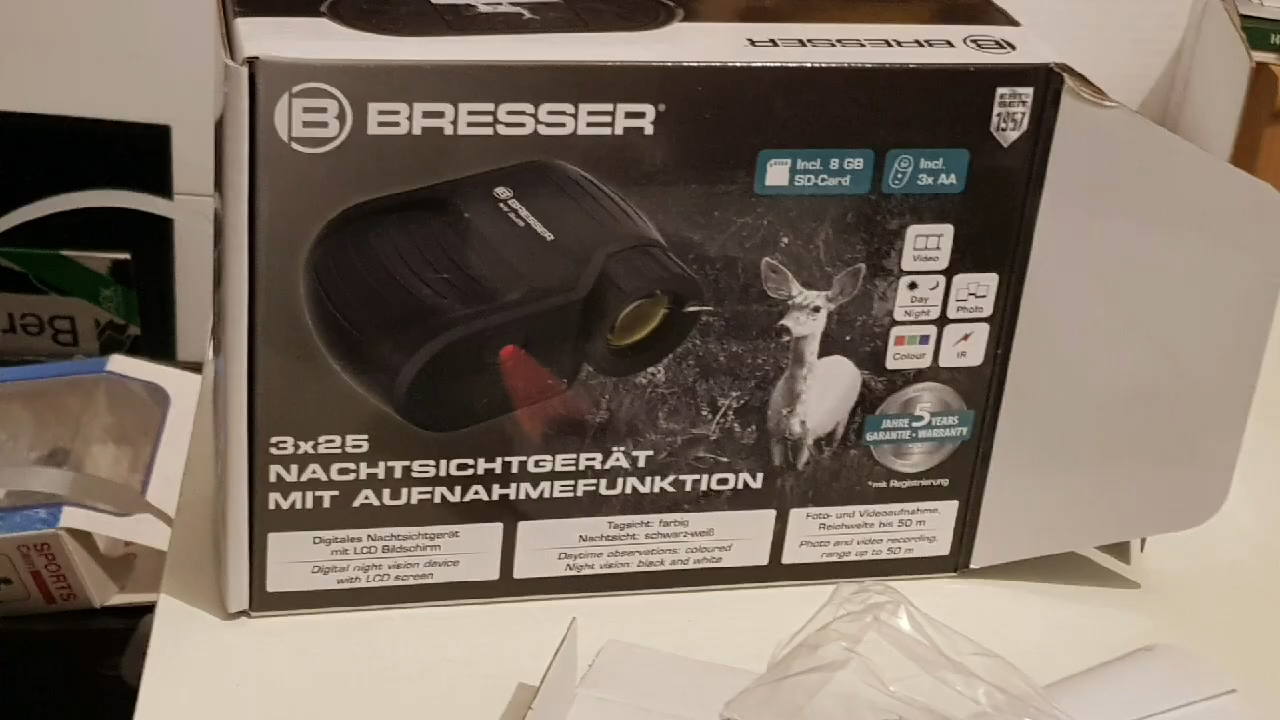 BRESSER
B BRESSER®
EST.
SEIT
1957
Incl. 8 GB
SD-Card
Incl.
3x AA
BRESSER
Video
Day
Night
Photo
Colour
IR
5
JAHRE YEARS
GARANTIE • WARRANTY
*mit Registrierung
3x25
NACHTSICHTGERÄT
MIT AUFNAHMEFUNKTION
Digitales Nachtsichtgerät
mit LCD Bildschirm
Digital night vision device
with LCD screen
Tagsicht: farbig
Nachtsicht: schwarz-weiß
Daytime observations: coloured
Night vision: black and white
Foto- und Videoaufnahme,
Reichweite bis 50 m
Photo and video recording,
range up to 50 m
Ber
SPORTS